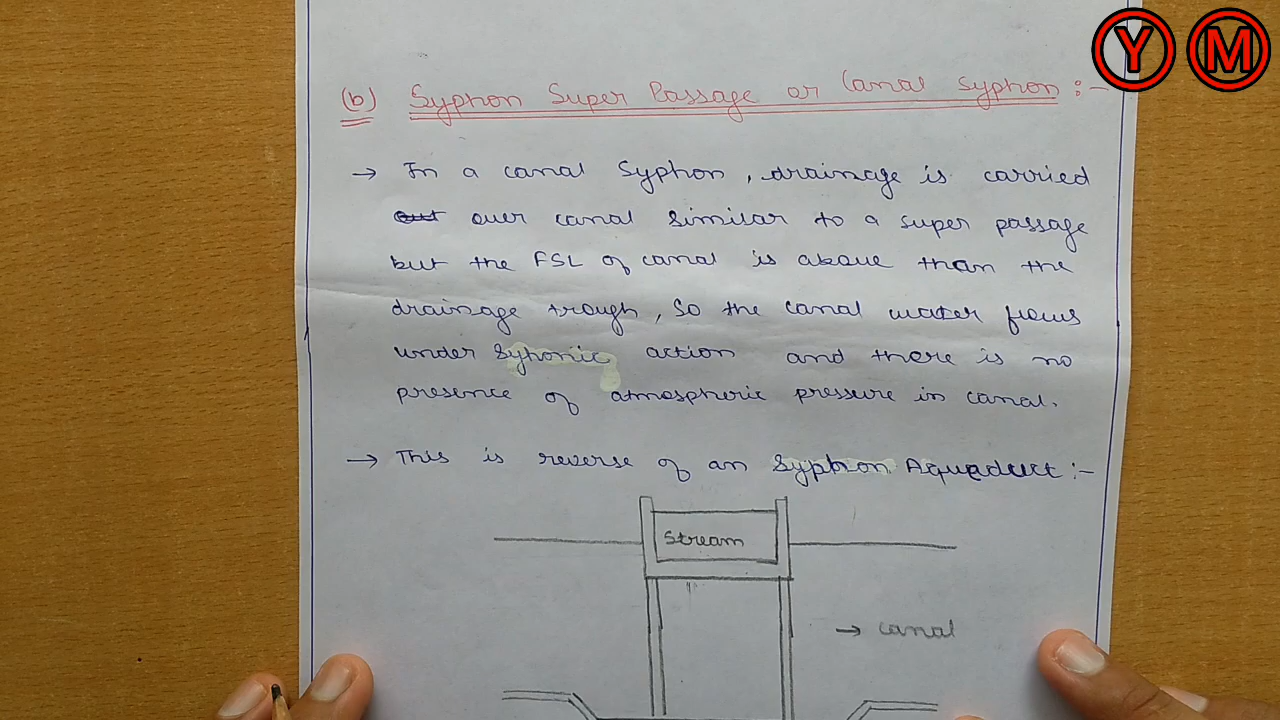 Y M
(b) Syphon Super Passage or Canal Syphon :-
→ In a canal Syphon, drainage is carried
over canal similar to a super passage
but the FSL of canal is above than the
drainage trough, So the canal water flows
under Syhonic action and there is no
presence of atmospheric pressure in canal.
→ This is reverse of an Syphon Aqueduct :-
Stream
→ canal